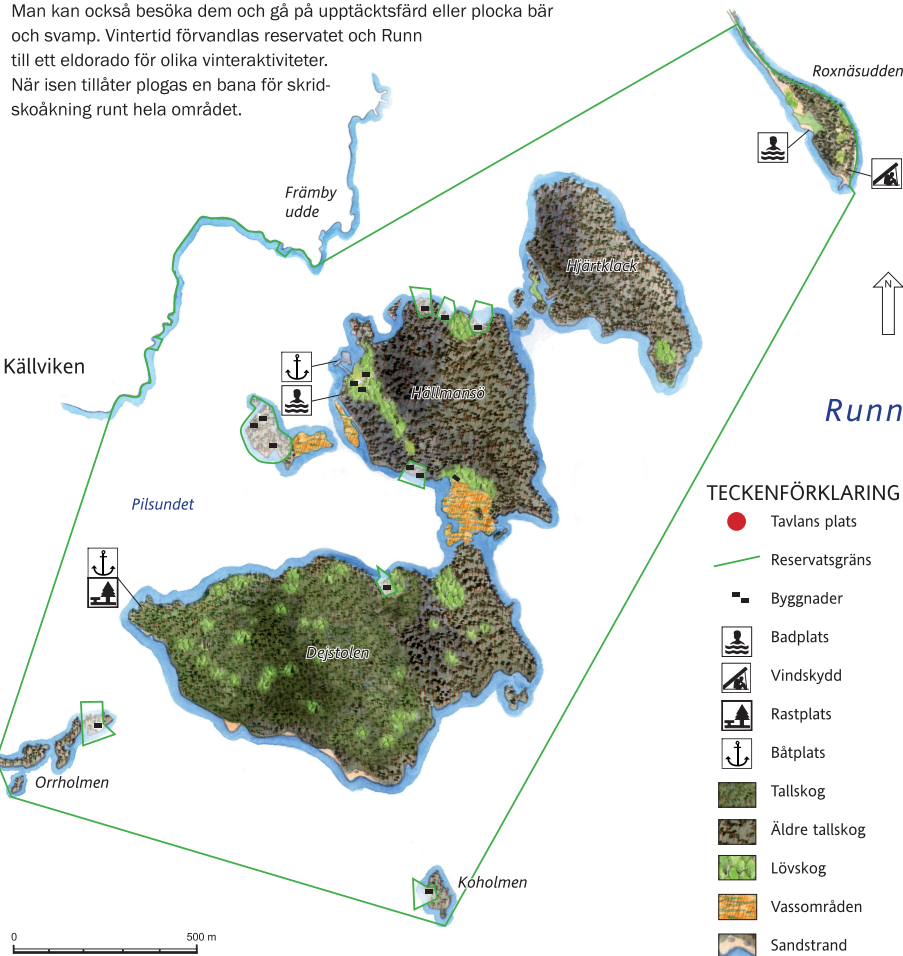 Man kan också besöka dem och gå på upptäcktsfärd eller plocka bär
och svamp. Vintertid förvandlas reservatet och Runn
till ett eldorado för olika vinteraktiviteter.
När isen tillåter plogas en bana för skrid-
skoåkning runt hela området.
Roxnäsudden
Främby
udde
Hjärtklack
N
Källviken
Hällmansö
Runn
Pilsundet
Dejstolen
Orrholmen
Koholmen
0 500 m
TECKENFÖRKLARING
Tavlans plats
Reservatsgräns
Byggnader
Badplats
Vindskydd
Rastplats
Båtplats
Tallskog
Äldre tallskog
Lövskog
Vassområden
Sandstrand